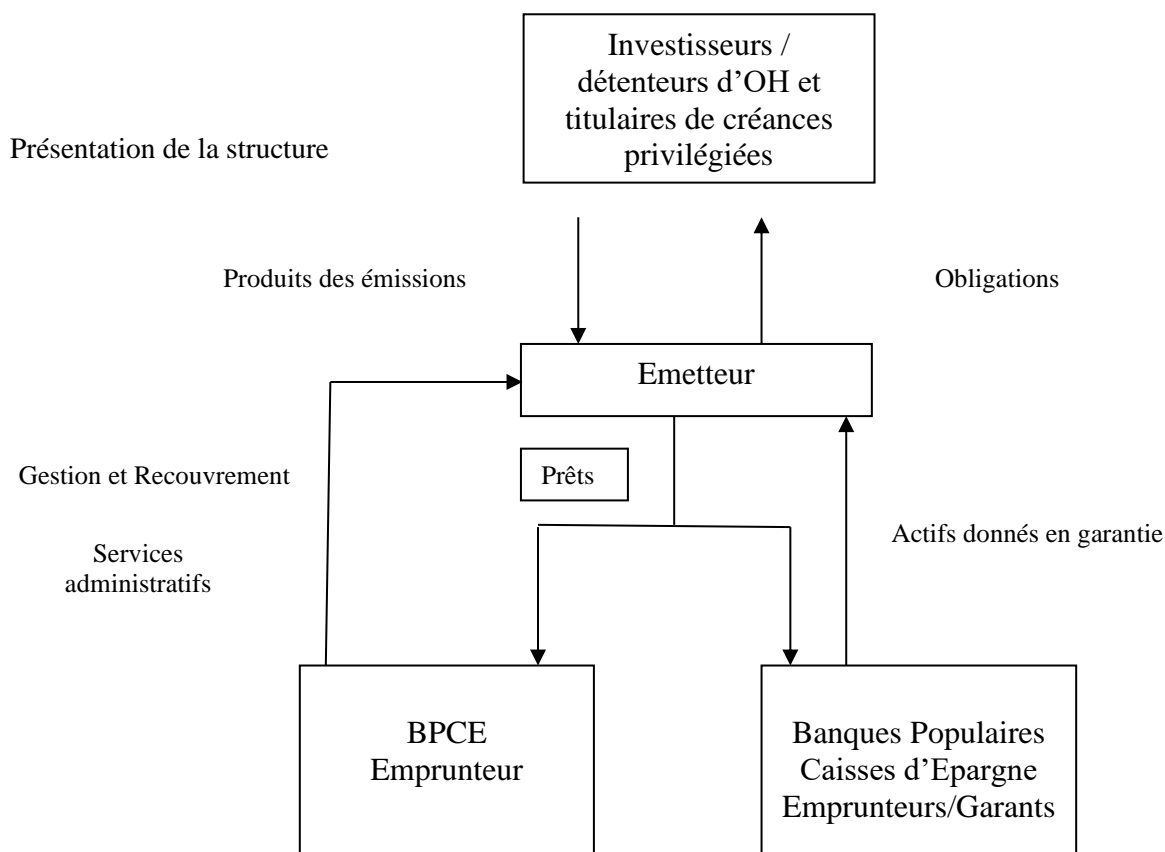 Investisseurs /
détenteurs d’OH et
titulaires de créances
privilégiées
Présentation de la structure
Produits des émissions
Obligations
Emetteur
Gestion et Recouvrement
Prêts
Actifs donnés en garantie
Services
administratifs
BPCE
Emprunteur
Banques Populaires
Caisses d’Epargne
Emprunteurs/Garants